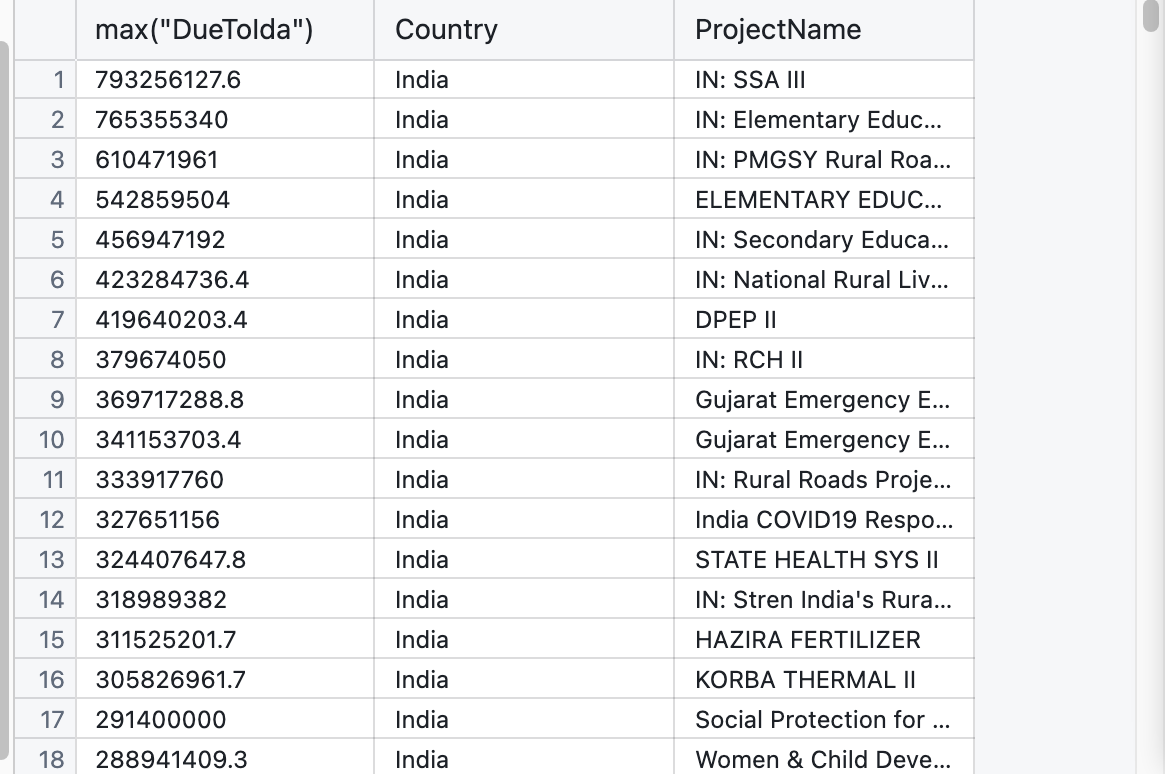 max("DueToIda") Country ProjectName
1 793256127.6 India IN: SSA III
2 765355340 India IN: Elementary Educ...
3 610471961 India IN: PMGSY Rural Roa...
4 542859504 India ELEMENTARY EDUC...
5 456947192 India IN: Secondary Educa...
6 423284736.4 India IN: National Rural Liv...
7 419640203.4 India DPEP II
8 379674050 India IN: RCH II
9 369717288.8 India Gujarat Emergency E...
10 341153703.4 India Gujarat Emergency E...
11 333917760 India IN: Rural Roads Proje...
12 327651156 India India COVID19 Respo...
13 324407647.8 India STATE HEALTH SYS II
14 318989382 India IN: Stren India's Rura...
15 311525201.7 India HAZIRA FERTILIZER
16 305826961.7 India KORBA THERMAL II
17 291400000 India Social Protection for ...
18 288941409.3 India Women & Child Deve...